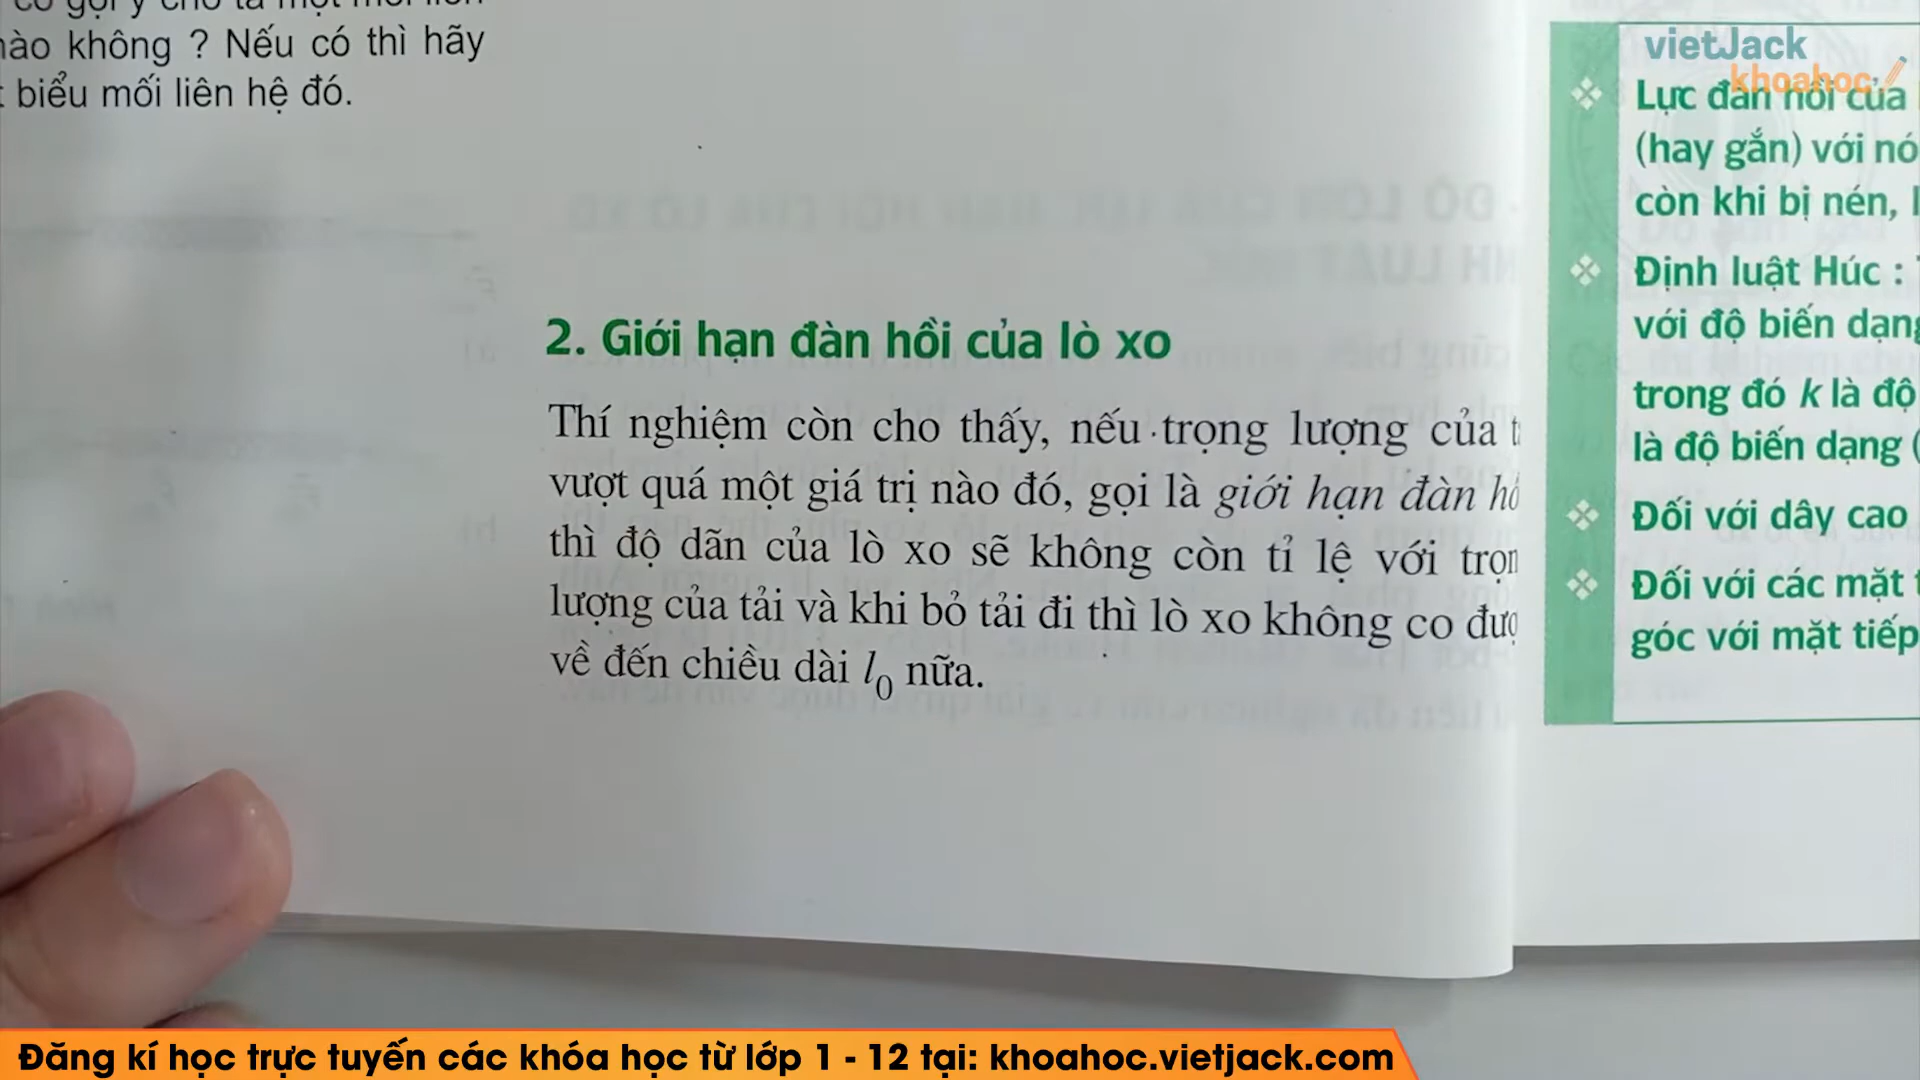 nào không ? Nếu có thì hãy
biểu mối liên hệ đó.
2. Giới hạn đàn hồi của lò xo
Thí nghiệm còn cho thấy, nếu trọng lượng của
vượt quá một giá trị nào đó, gọi là giới hạn đàn
thì độ dãn của lò xo sẽ không còn tỉ lệ với
lượng của tải và khi bỏ tải đi thì lò xo không co
về đến chiều dài l₀ nữa.
vietJack
khoahoc
Lực đàn hồi của
(hay gắn) với nó
còn khi bị nén,
Định luật Húc :
với độ biến dạng
trong đó k là độ
là độ biến dạng (
Đối với dây cao
Đối với các mặt
góc với mặt tiếp
Đăng kí học trực tuyến các khóa học từ lớp 1 - 12 tại: khoahoc.vietjack.com